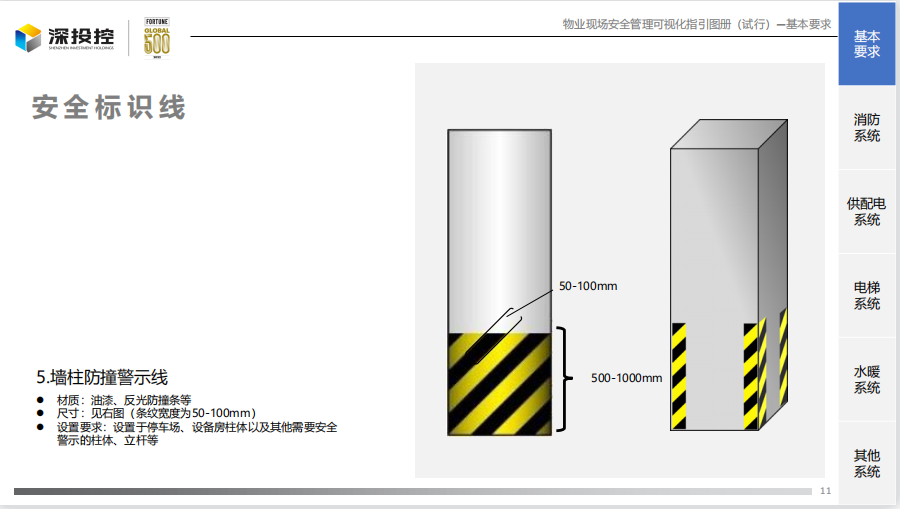 深投控
SHENZHEN INVESTMENT HOLDINGS
FORTUNE
GLOBAL
500
物业现场安全管理可视化指引图册（试行）—基本要求
安全标识线
50-100mm
500-1000mm
5.墙柱防撞警示线
● 材质：油漆、反光防撞条等
● 尺寸：见右图（条纹宽度为50-100mm）
● 设置要求：设置于停车场、设备房柱体以及其他需要安全
警示的柱体、立杆等
基本
要求
消防
系统
供配电
系统
电梯
系统
水暖
系统
其他
系统
11